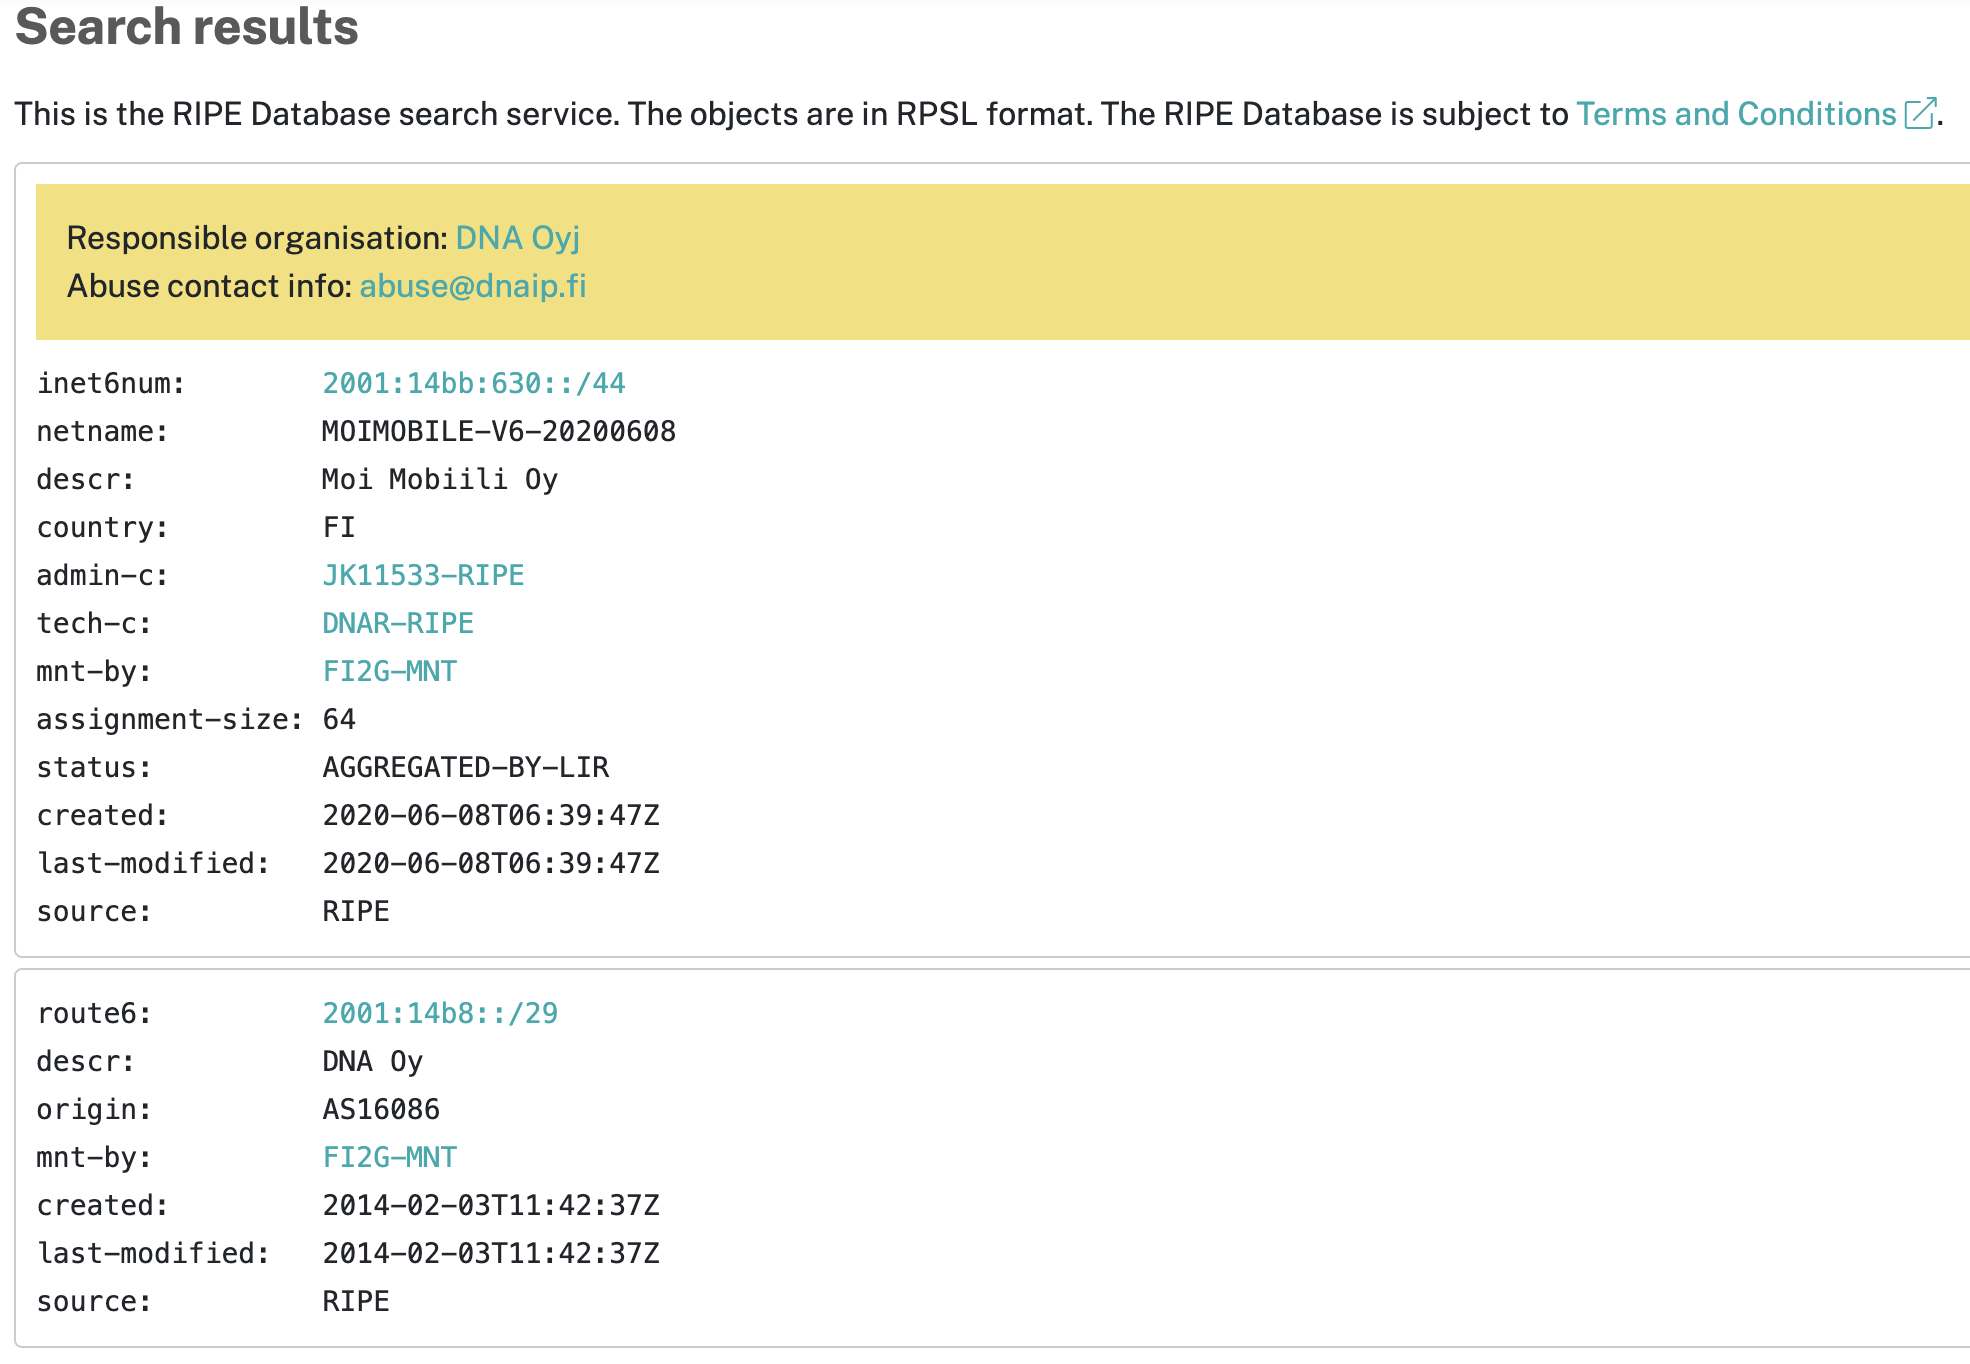 Search results
This is the RIPE Database search service. The objects are in RPSL format. The RIPE Database is subject to Terms and Conditions.
Responsible organisation: DNA Oyj
Abuse contact info: abuse@dnaip.fi
inet6num: 2001:14bb:630::/44
netname: MOIMOBILE-V6-20200608
descr: Moi Mobiili Oy
country: FI
admin-c: JK11533-RIPE
tech-c: DNAR-RIPE
mnt-by: FI2G-MNT
assignment-size: 64
status: AGGREGATED-BY-LIR
created: 2020-06-08T06:39:47Z
last-modified: 2020-06-08T06:39:47Z
source: RIPE
route6: 2001:14b8::/29
descr: DNA Oy
origin: AS16086
mnt-by: FI2G-MNT
created: 2014-02-03T11:42:37Z
last-modified: 2014-02-03T11:42:37Z
source: RIPE